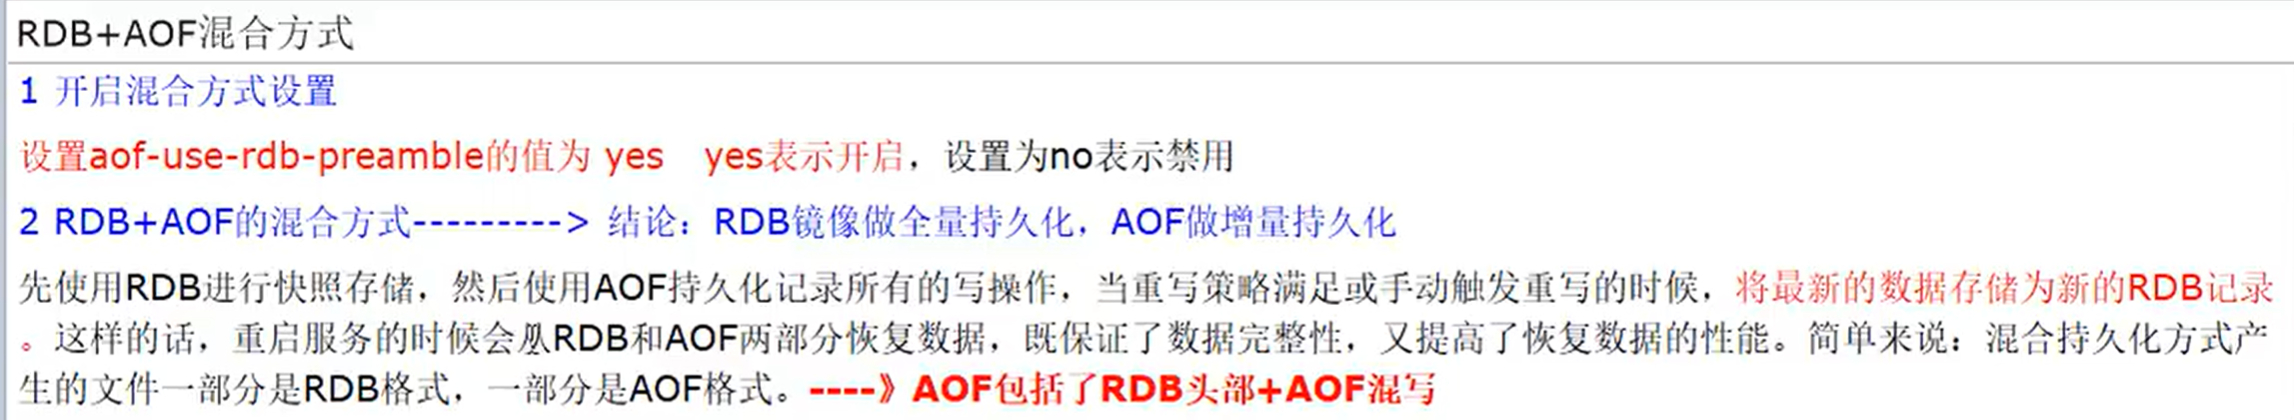 RDB+AOF混合方式
1 开启混合方式设置
设置aof-use-rdb-preamble的值为 yes   yes表示开启，设置为no表示禁用
2 RDB+AOF的混合方式---------> 结论：RDB镜像做全量持久化，AOF做增量持久化
先使用RDB进行快照存储，然后使用AOF持久化记录所有的写操作，当重写策略满足或手动触发重写的时候，将最新的数据存储为新的RDB记录
。这样的话，重启服务的时候会从RDB和AOF两部分恢复数据，既保证了数据完整性，又提高了恢复数据的性能。简单来说：混合持久化方式产
生的文件一部分是RDB格式，一部分是AOF格式。----》AOF包括了RDB头部+AOF混写